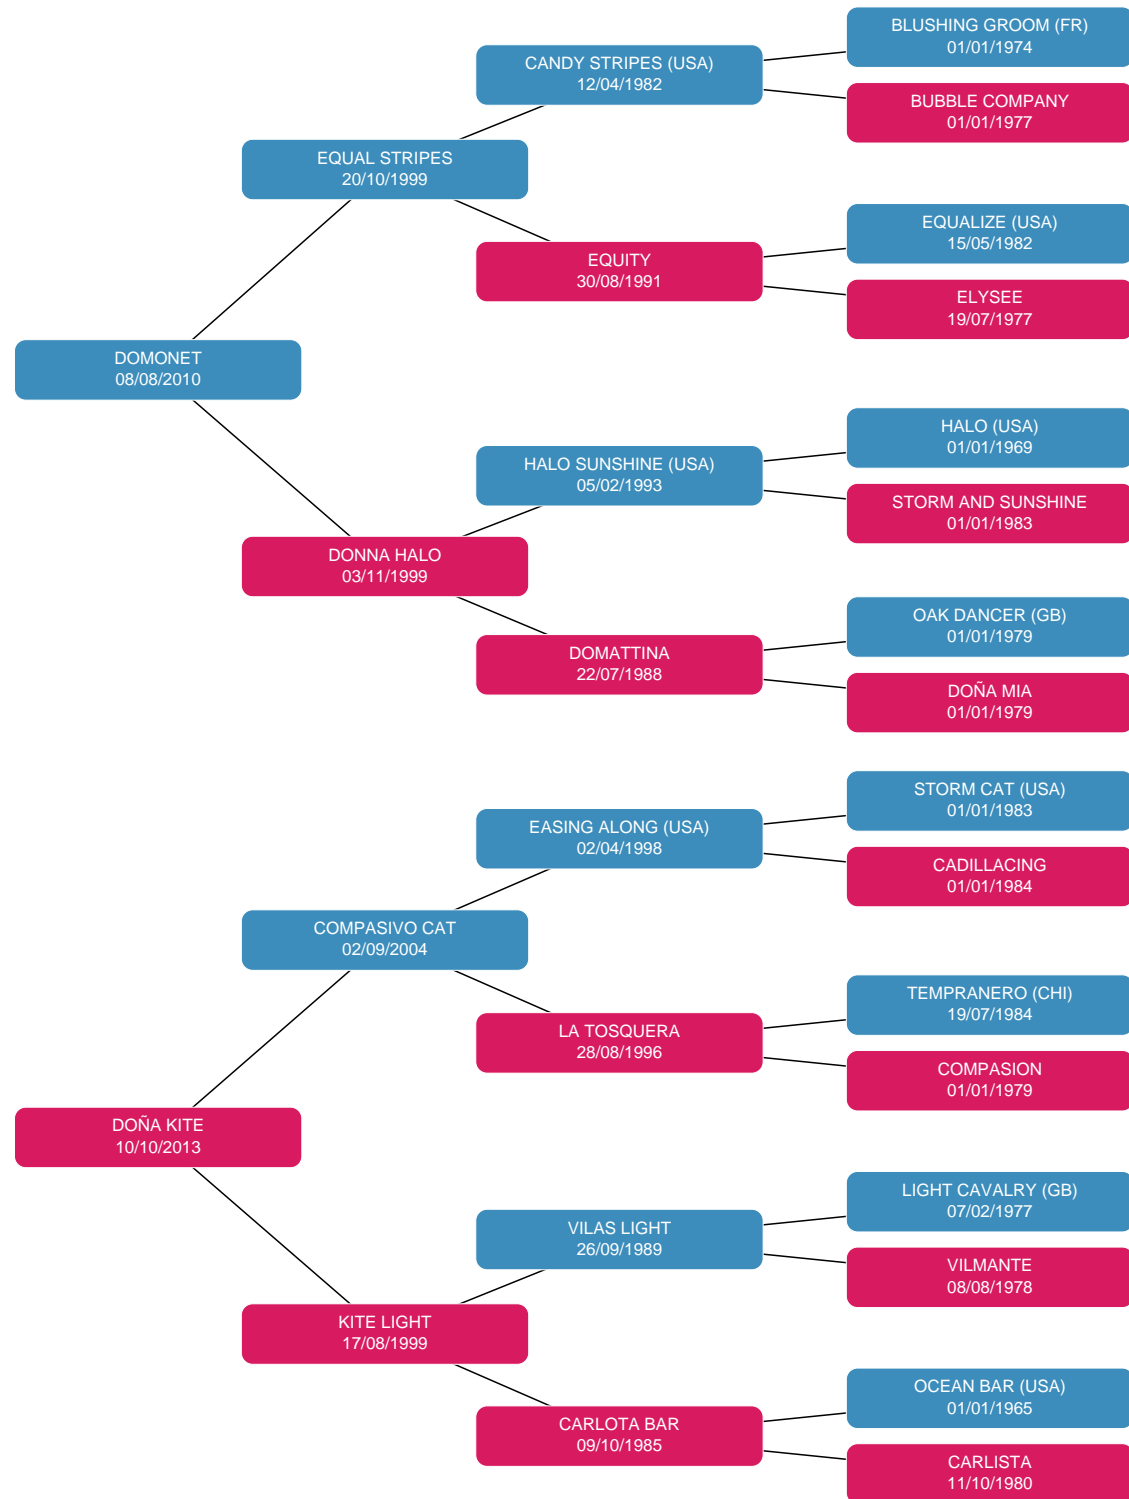 BLUSHING GROOM (FR)
01/01/1974
CANDY STRIPES (USA)
12/04/1982
BUBBLE COMPANY
01/01/1977
EQUAL STRIPES
20/10/1999
EQUALIZE (USA)
15/05/1982
EQUITY
30/08/1991
ELYSEE
19/07/1977
DOMONET
08/08/2010
HALO (USA)
01/01/1969
HALO SUNSHINE (USA)
05/02/1993
STORM AND SUNSHINE
01/01/1983
DONNA HALO
03/11/1999
OAK DANCER (GB)
01/01/1979
DOMATTINA
22/07/1988
DOÑA MIA
01/01/1979
STORM CAT (USA)
01/01/1983
EASING ALONG (USA)
02/04/1998
CADILLACING
01/01/1984
COMPASIVO CAT
02/09/2004
TEMPRANERO (CHI)
19/07/1984
LA TOSQUERA
28/08/1996
COMPASION
01/01/1979
DOÑA KITE
10/10/2013
LIGHT CAVALRY (GB)
07/02/1977
VILAS LIGHT
26/09/1989
VILMANTE
08/08/1978
KITE LIGHT
17/08/1999
OCEAN BAR (USA)
01/01/1965
CARLOTA BAR
09/10/1985
CARLISTA
11/10/1980